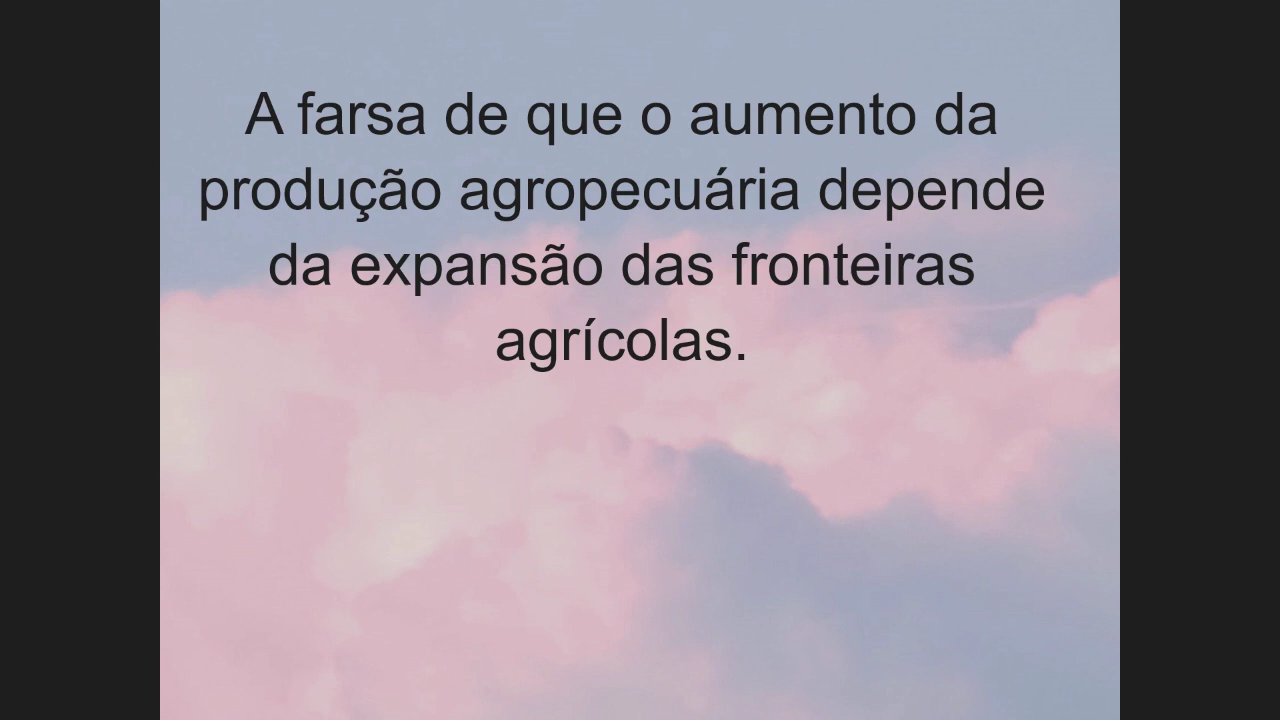 A farsa de que o aumento da
produção agropecuária depende
da expansão das fronteiras
agrícolas.